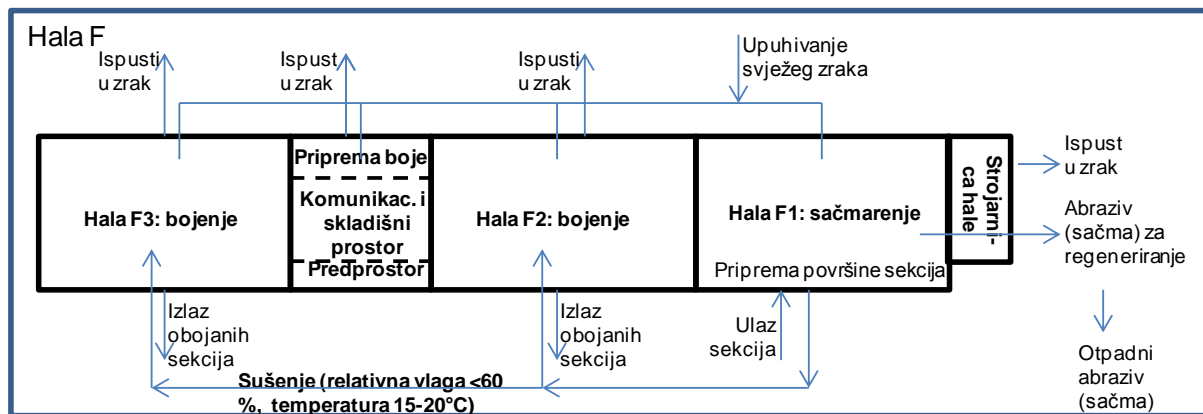 Hala F
Ispusti
u zrak
Ispust
u zrak
Ispusti
u zrak
Upuhivanje
svježeg zraka
Hala F3: bojenje
Priprema boje
Komunikac. i
skladišni
prostor
Predprostor
Hala F2: bojenje
Hala F1: sačmarenje
Priprema površine sekcija
Strojarni-
ca hale
Ispust
u zrak
Abraziv
(sačma) za
regeneriranje
Otpadni
abraziv
(sačma)
Izlaz
obojanih
sekcija
Izlaz
obojanih
sekcija
Ulaz
sekcija
Sušenje (relativna vlaga <60
%, temperatura 15-20°C)